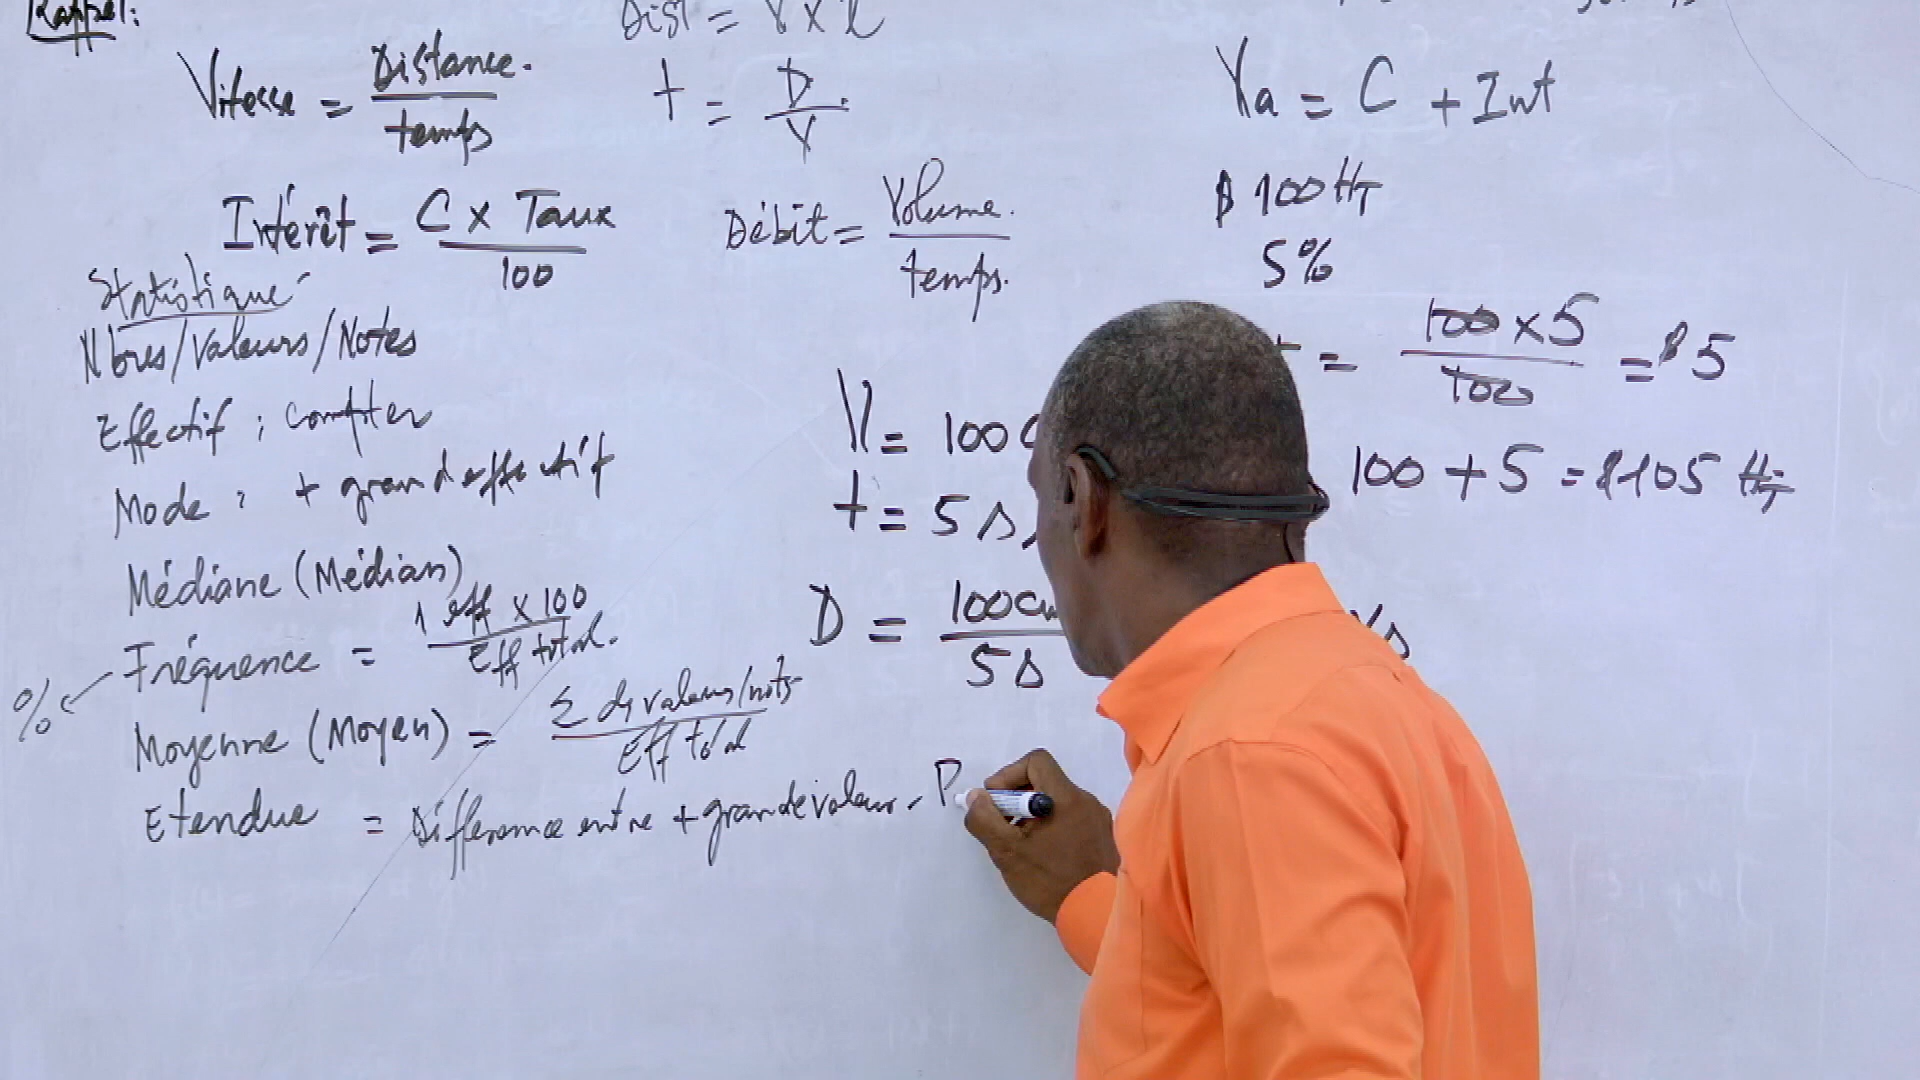 Rappel:
Dist = V x t
Vitesse = Distance / temps
t = D / V
Intérêt = C x Taux / 100
Débit = Volume / temps
Statistique
Nbres/Valeurs/Notes
Effectif : compter
Mode : + grand effectif
Médiane (Médian)
% Fréquence = 1 eff x 100 / Eff total.
Moyenne (Moyen) = Σ ds valeurs/nots / Eff total
Etendue = Différence entre + grande valeur - P
V = 100
t = 5 s
D = 100 / 5 s
Va = C + Int
$ 100 HT
5%
= 100 x 5 / 100 = $ 5
100 + 5 = $ 105 HT